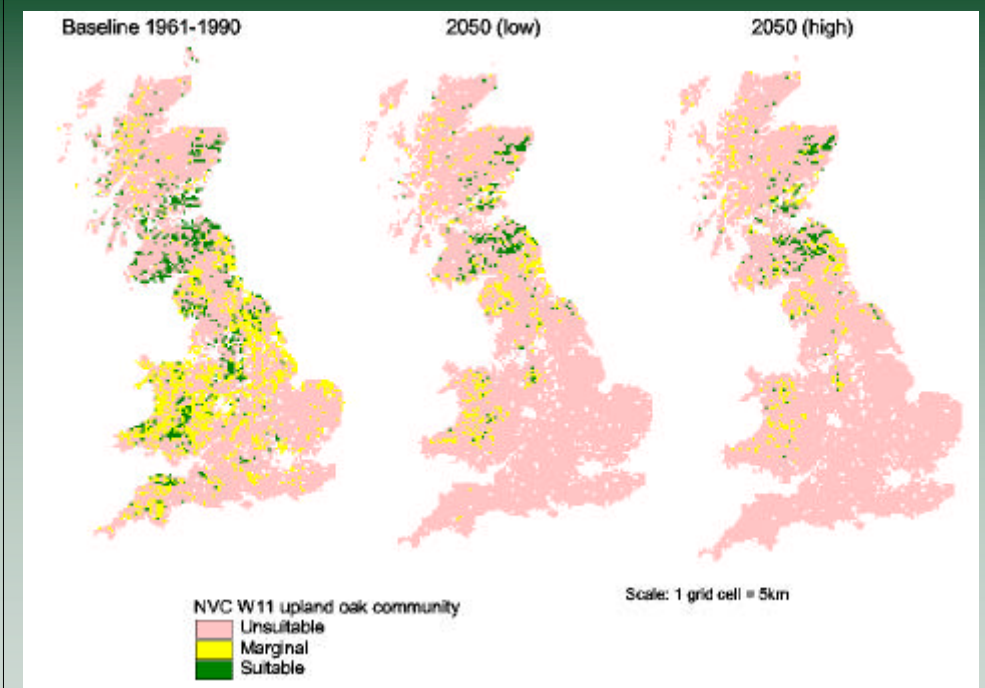 Baseline 1961-1990
2050 (low)
2050 (high)
Scale: 1 grid cell = 5km
NVC W11 upland oak community
Unsuitable
Marginal
Suitable